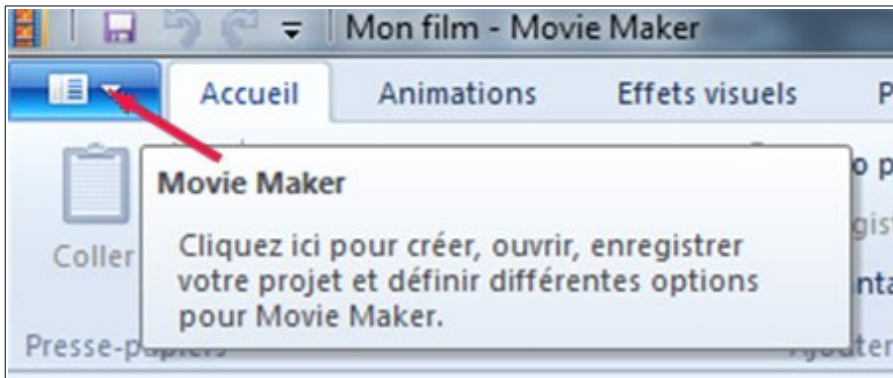 Mon film - Movie Maker
Accueil Animations Effets visuels P
Movie Maker
Cliquez ici pour créer, ouvrir, enregistrer
votre projet et définir différentes options
pour Movie Maker.
Coller